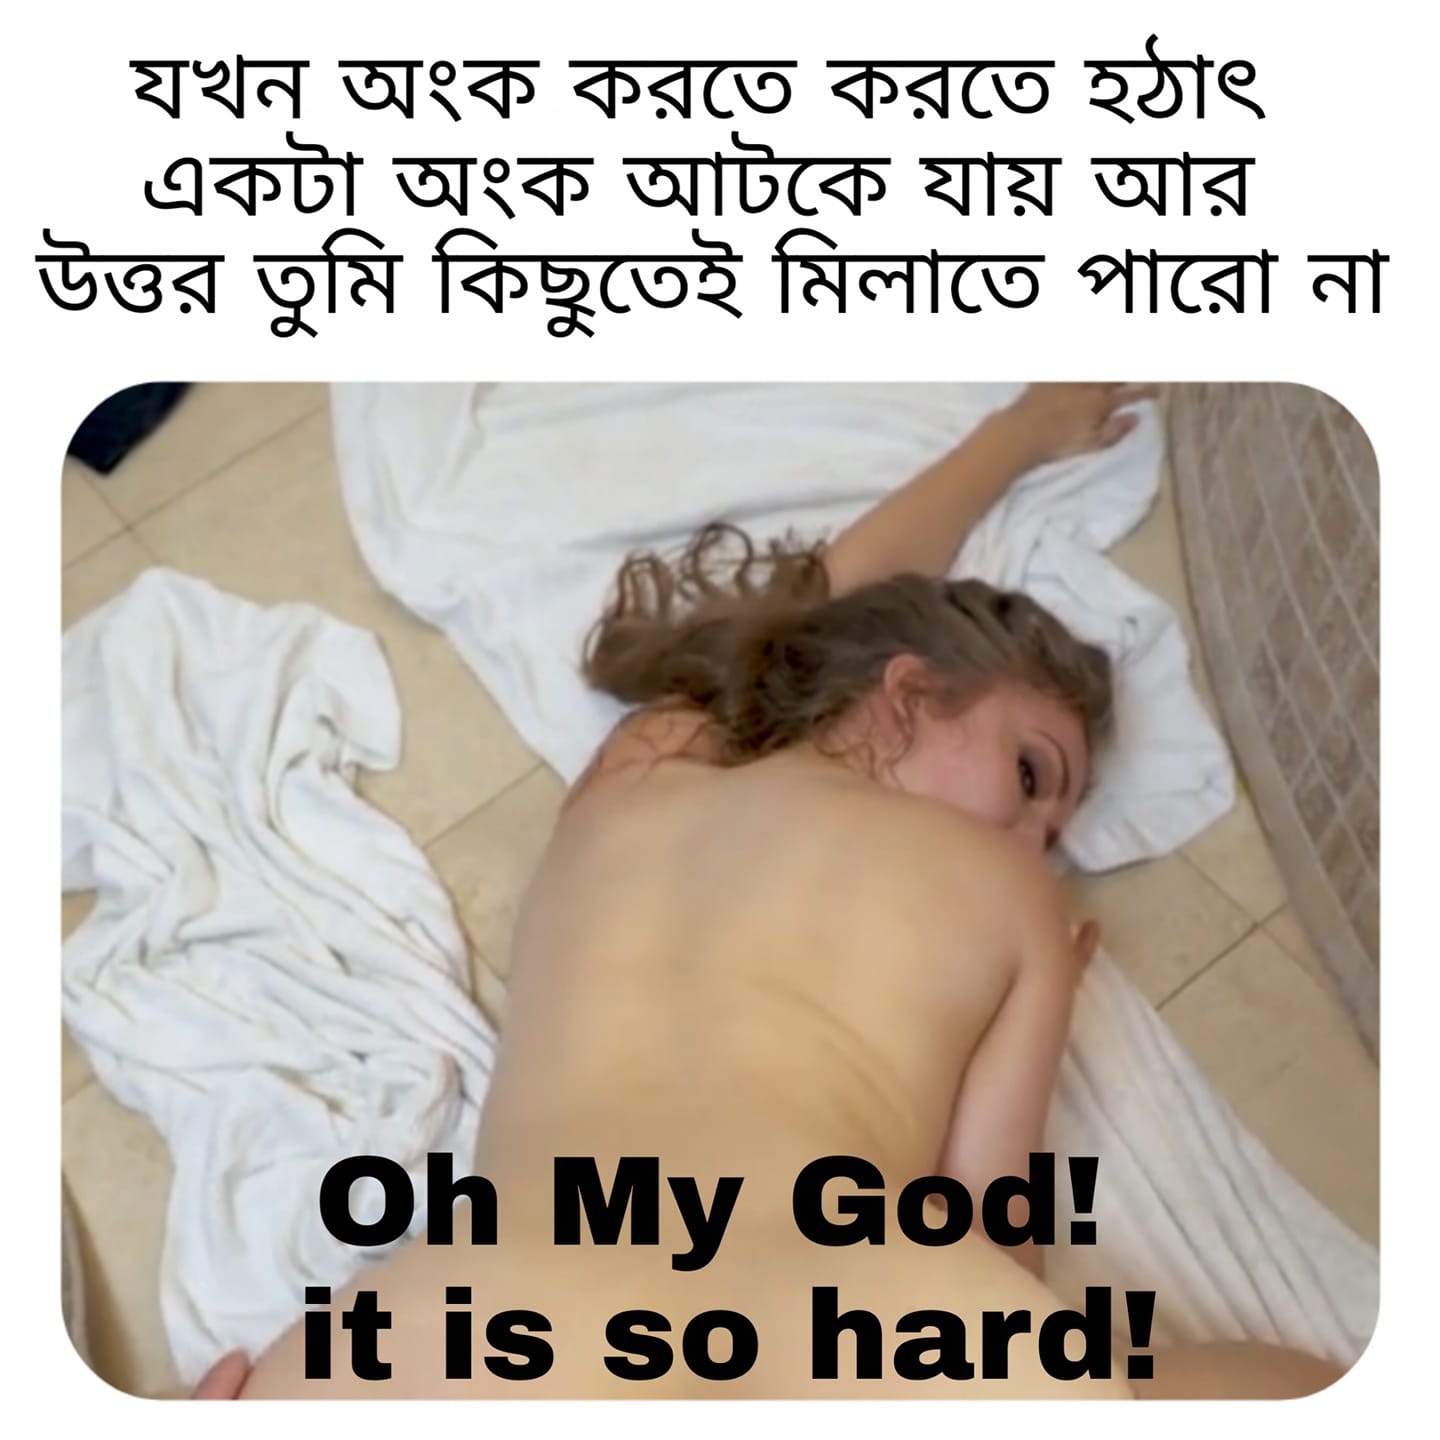 যখন অংক করতে করতে হঠাৎ
একটা অংক আটকে যায় আর
উত্তর তুমি কিছুতেই মিলাতে পারো না
Oh My God!
it is so hard!